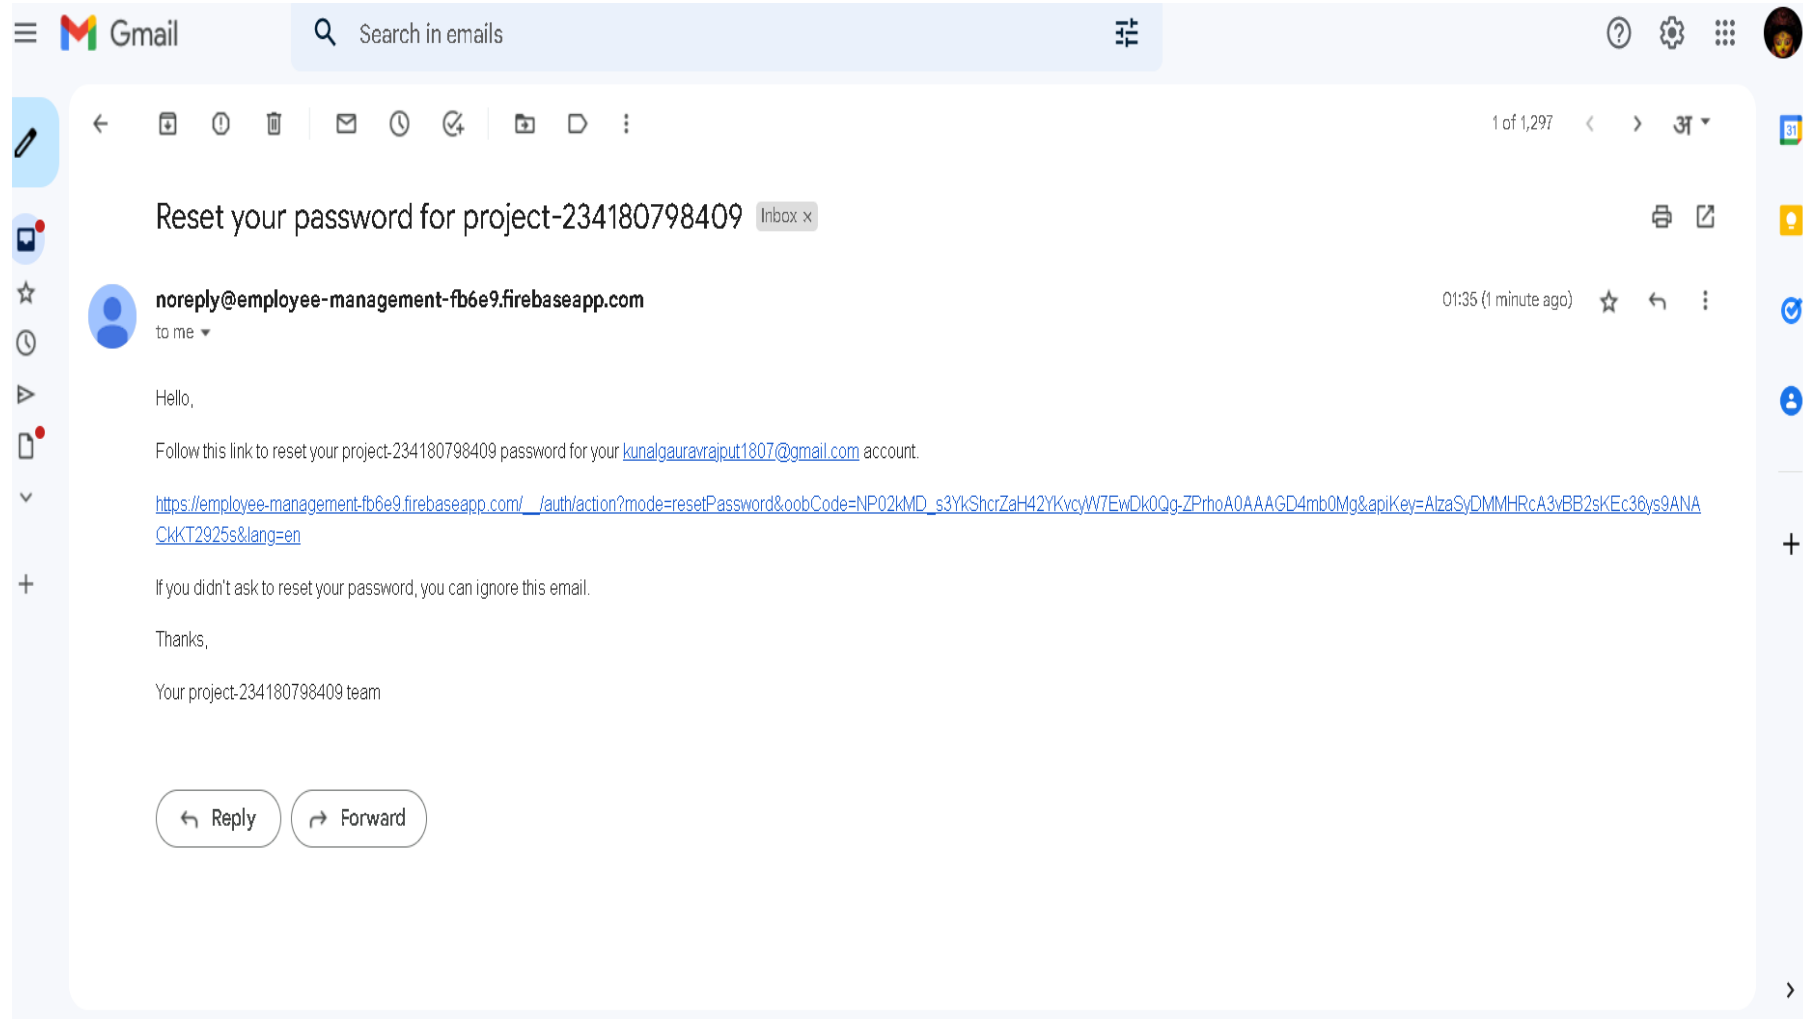 Gmail
Search in emails
1 of 1,297
अ
31
Reset your password for project-234180798409
Inbox ×
noreply@employee-management-fb6e9.firebaseapp.com
01:35 (1 minute ago)
to me
Hello,
Follow this link to reset your project-234180798409 password for your kunalgauravrajput1807@gmail.com account.
https://employee-management-fb6e9.firebaseapp.com/__/auth/action?mode=resetPassword&oobCode=NP02kMD_s3YkShcrZaH42YKvcyW7EwDk0Qg-ZPrhoA0AAAGD4mb0Mg&apiKey=AIzaSyDMMHRcA3vBB2sKEc36ys9ANA
CkKT2925s&lang=en
If you didn't ask to reset your password, you can ignore this email.
Thanks,
Your project-234180798409 team
Reply
Forward